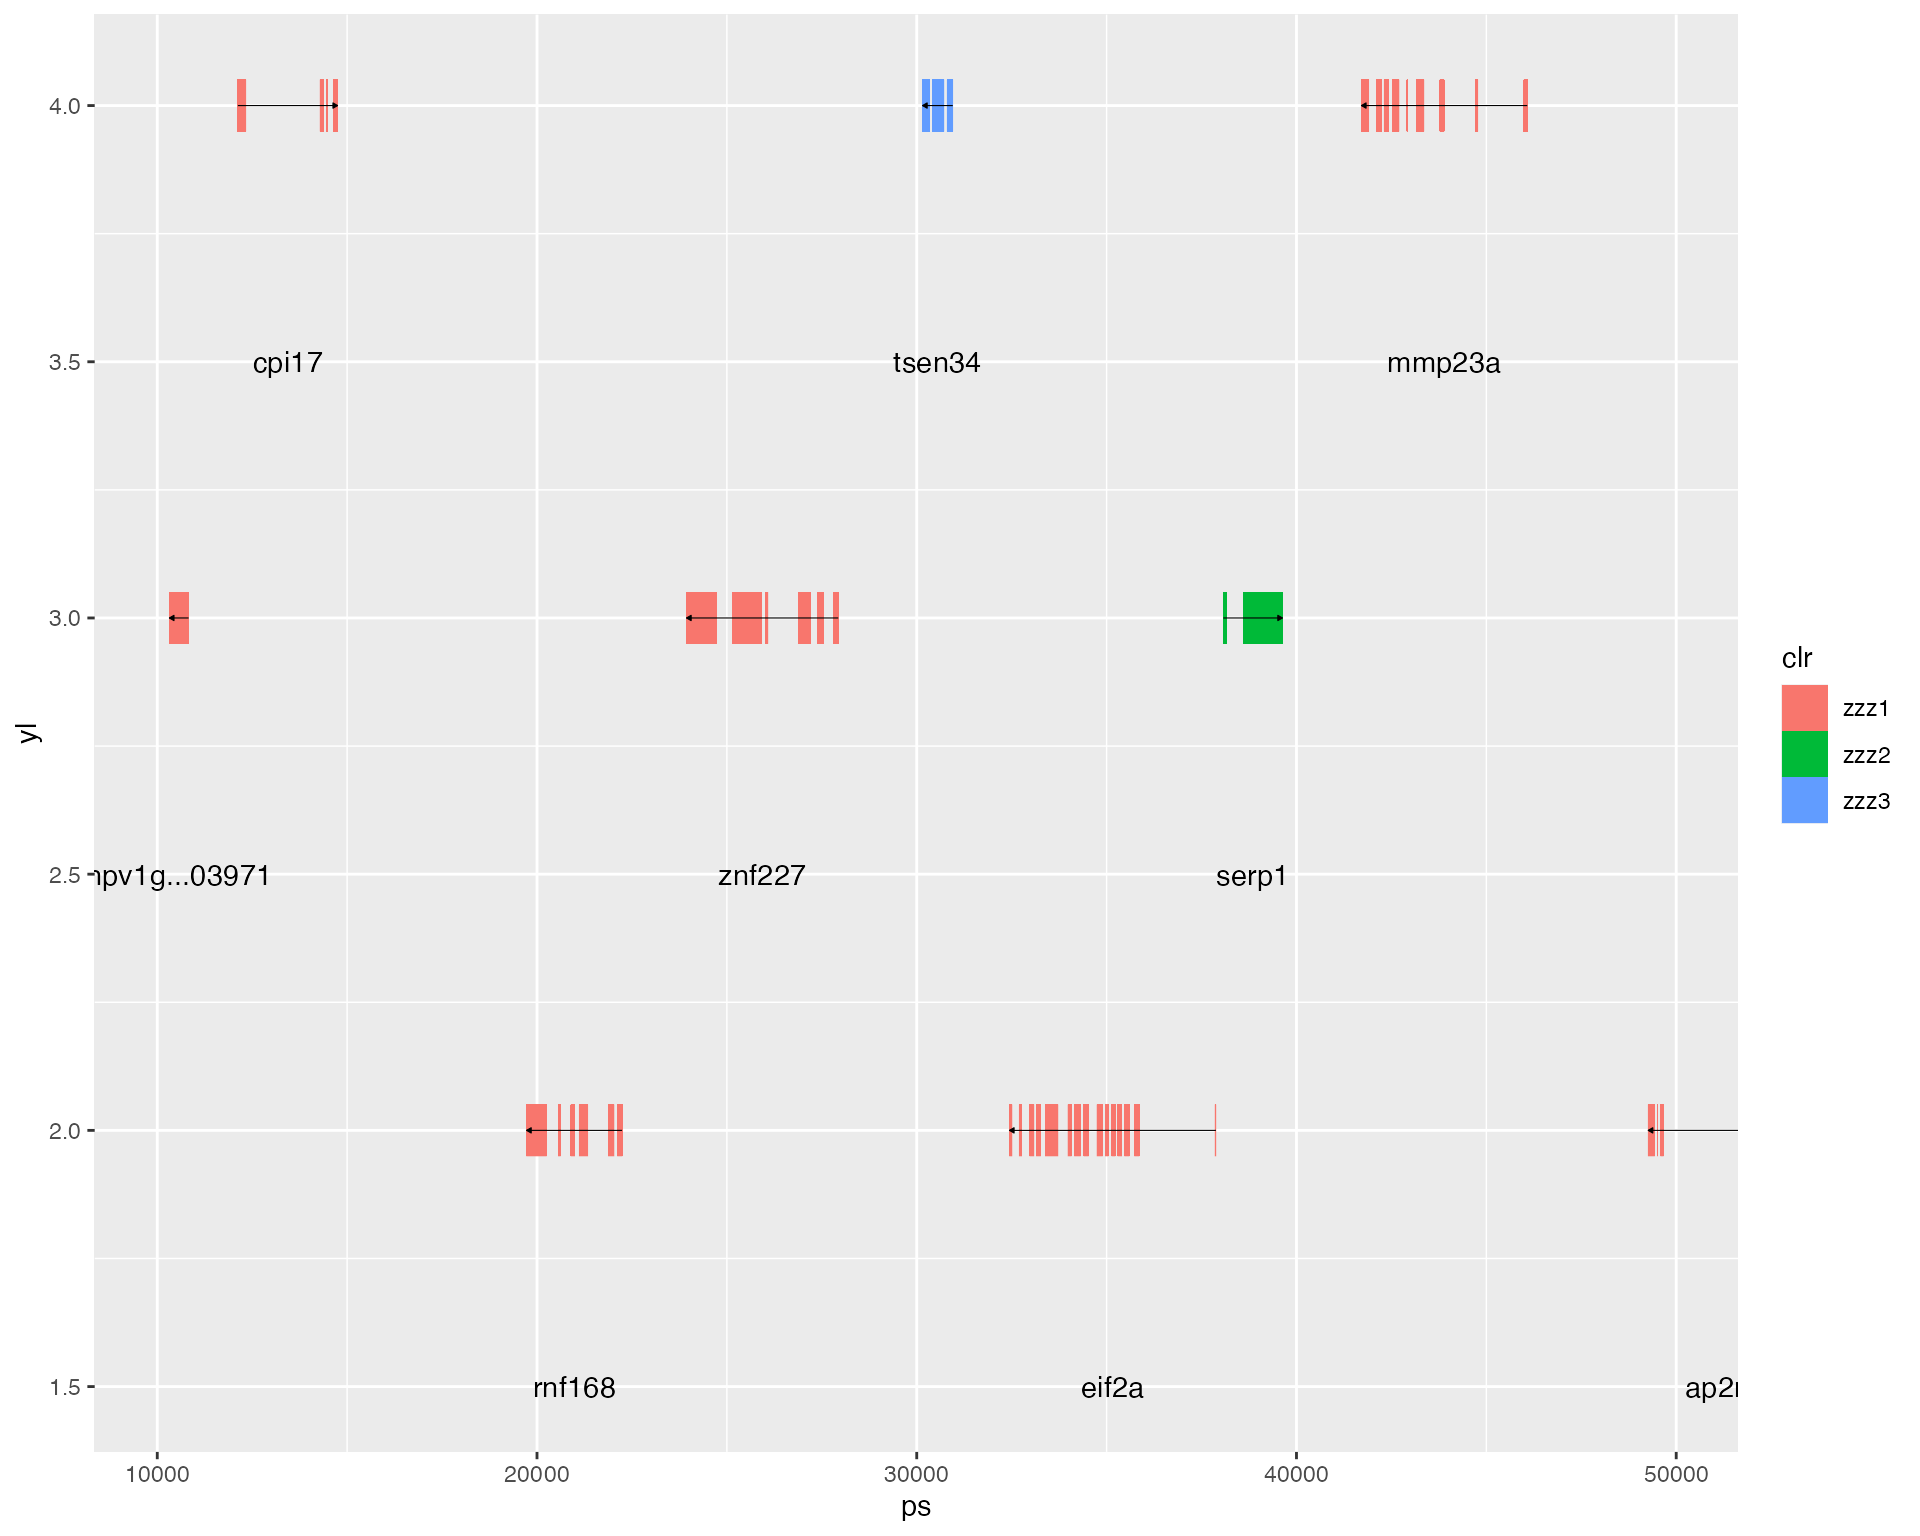 4.0
3.5
cpi17
tsen34
mmp23a
3.0
2.5
npv1g...03971
znf227
serp1
2.0
1.5
rnf168
eif2a
10000
20000
30000
40000
50000
ps
yl
clr
zzz1
zzz2
zzz3